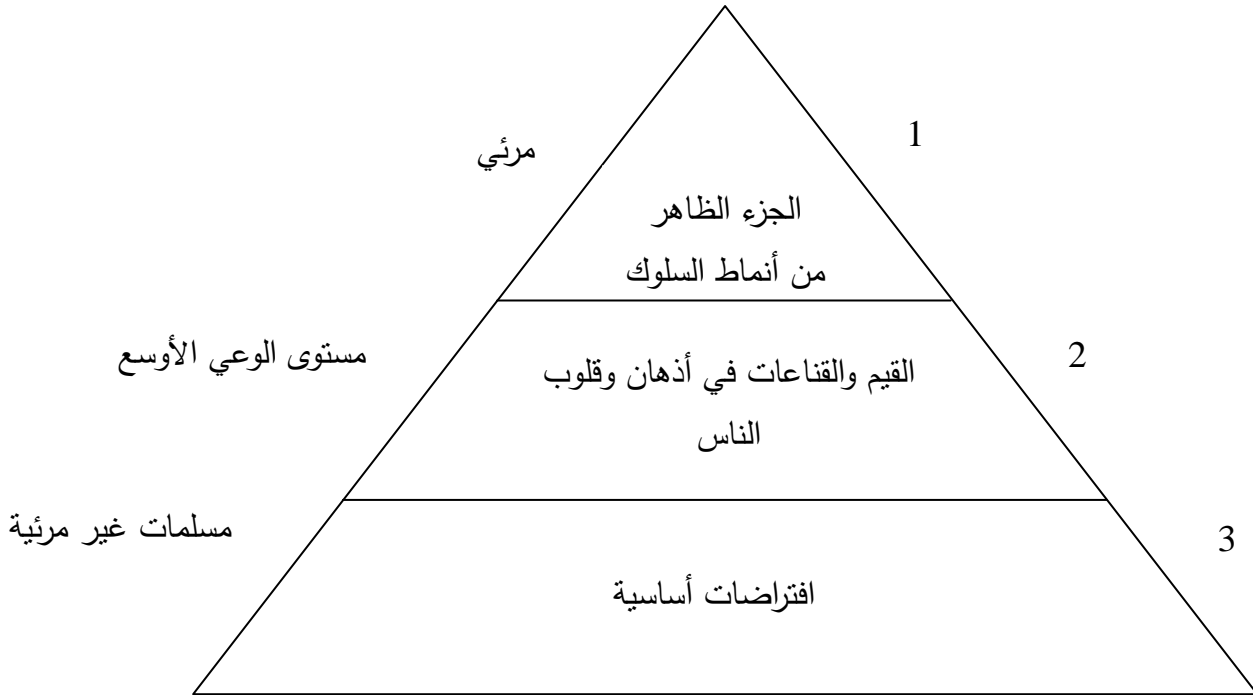 1
مرئي
الجزء الظاهر
من أنماط السلوك
2
مستوى الوعي الأوسع
القيم والقناعات في أذهان وقلوب
الناس
3
مسلمات غير مرئية
افتراضات أساسية